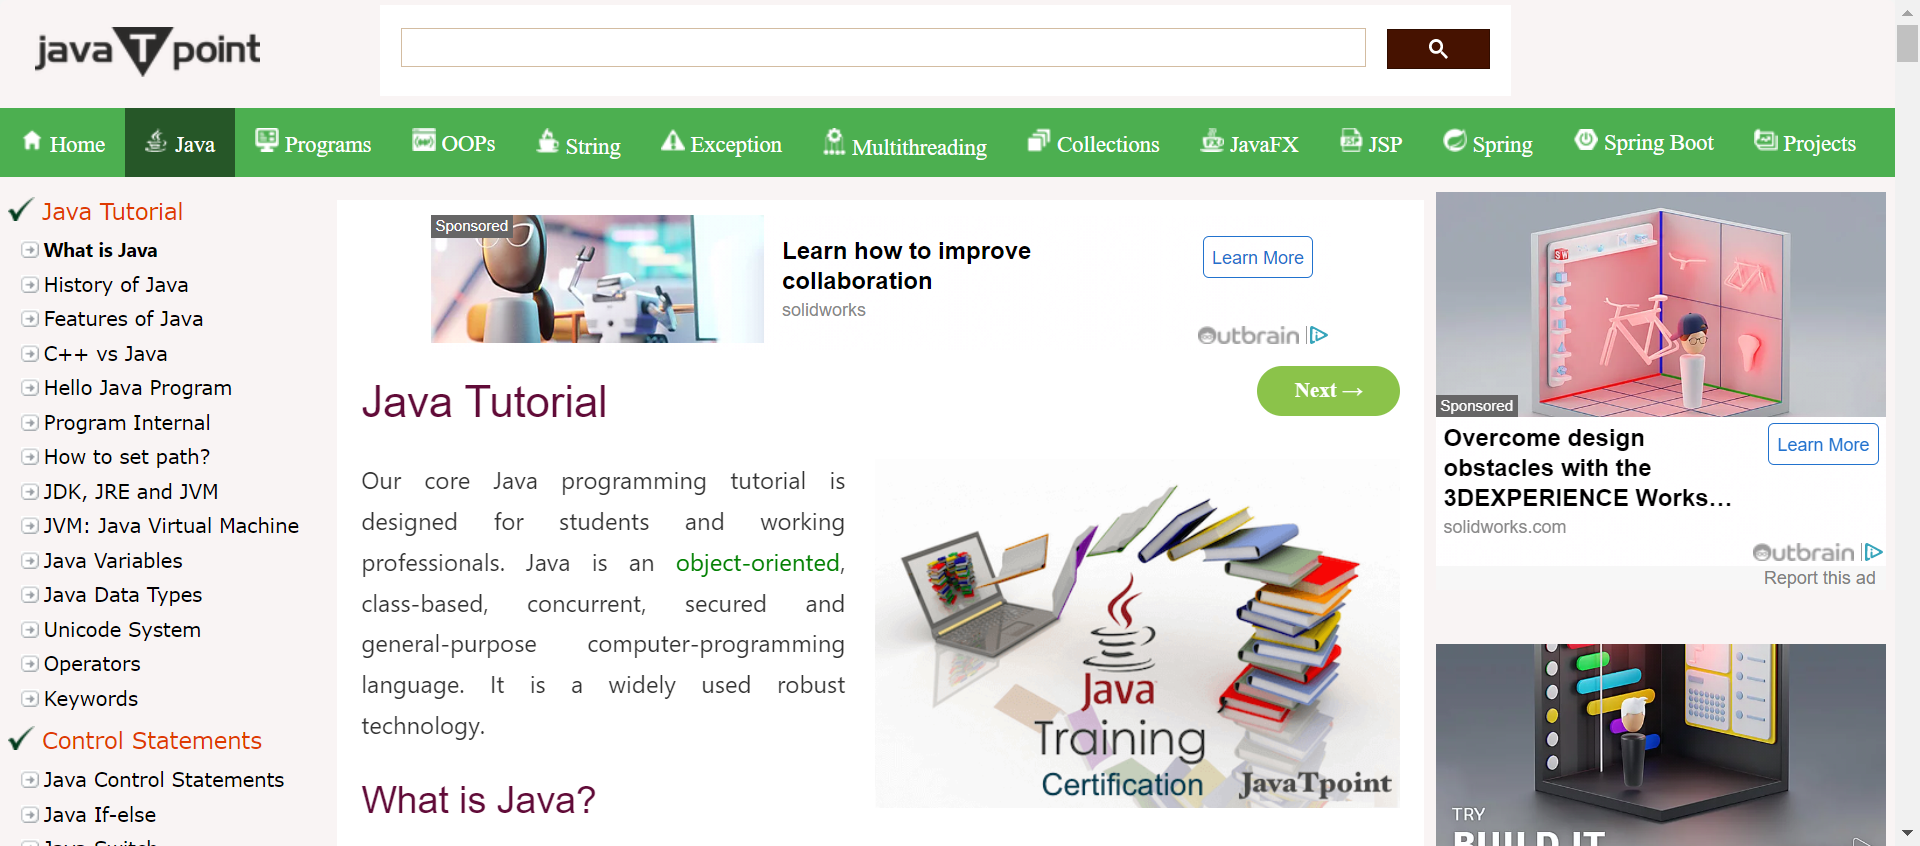 java T point
Home
Java
Programs
OOPs
String
Exception
Multithreading
Collections
JavaFX
JSP
Spring
Spring Boot
Projects
Java Tutorial
What is Java
History of Java
Features of Java
C++ vs Java
Hello Java Program
Program Internal
How to set path?
JDK, JRE and JVM
JVM: Java Virtual Machine
Java Variables
Java Data Types
Unicode System
Operators
Keywords
Control Statements
Java Control Statements
Java If-else
Java Switch
Sponsored
Learn how to improve
collaboration
solidworks
Learn More
Outbrain
Java Tutorial
Next →
Our core Java programming tutorial is
designed for students and working
professionals. Java is an object-oriented,
class-based, concurrent, secured and
general-purpose computer-programming
language. It is a widely used robust
technology.
Java
Training
Certification
JavaTpoint
What is Java?
SW
Sponsored
Overcome design
obstacles with the
3DEXPERIENCE Works...
solidworks.com
Learn More
Outbrain
Report this ad
TRY
BUILD IT